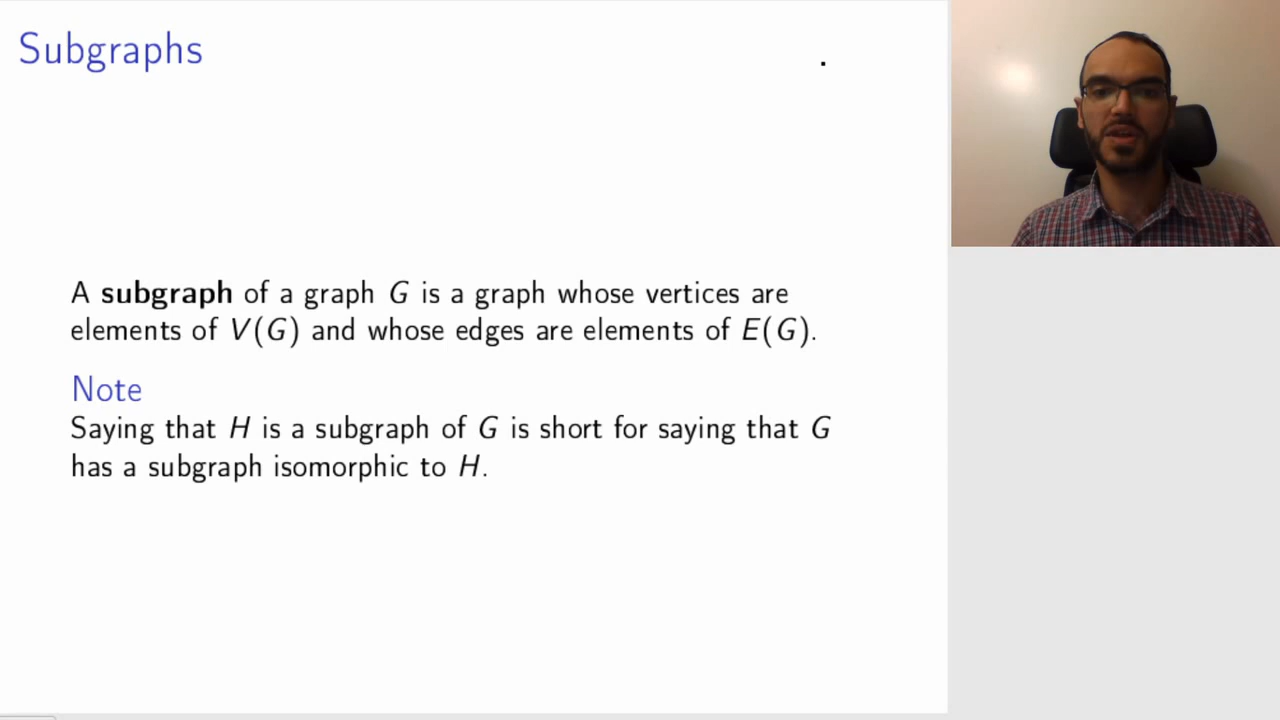 Subgraphs
A subgraph of a graph G is a graph whose vertices are
elements of V(G) and whose edges are elements of E(G).
Note
Saying that H is a subgraph of G is short for saying that G
has a subgraph isomorphic to H.